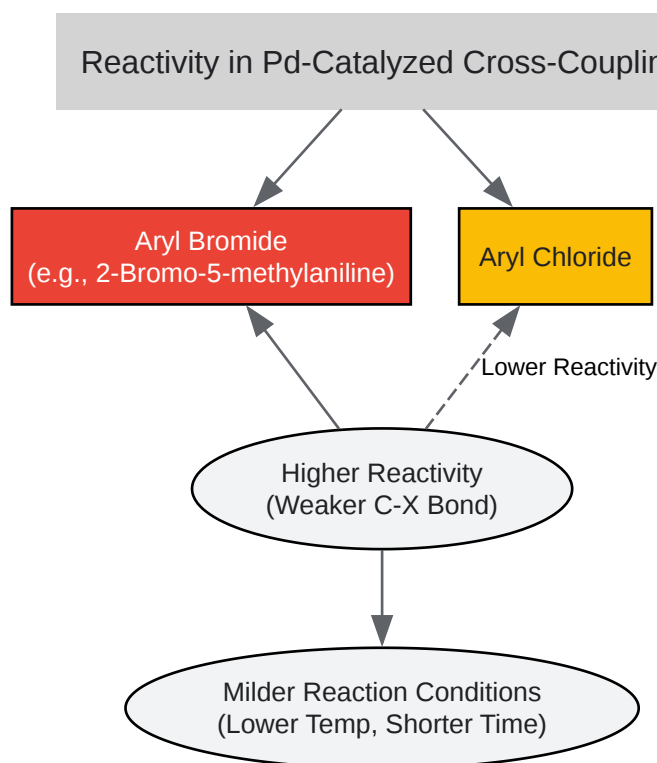 Reactivity in Pd-Catalyzed Cross-Couplin
Aryl Bromide
(e.g., 2-Bromo-5-methylaniline)
Aryl Chloride
Lower Reactivity
Higher Reactivity
(Weaker C-X Bond)
Milder Reaction Conditions
(Lower Temp, Shorter Time)